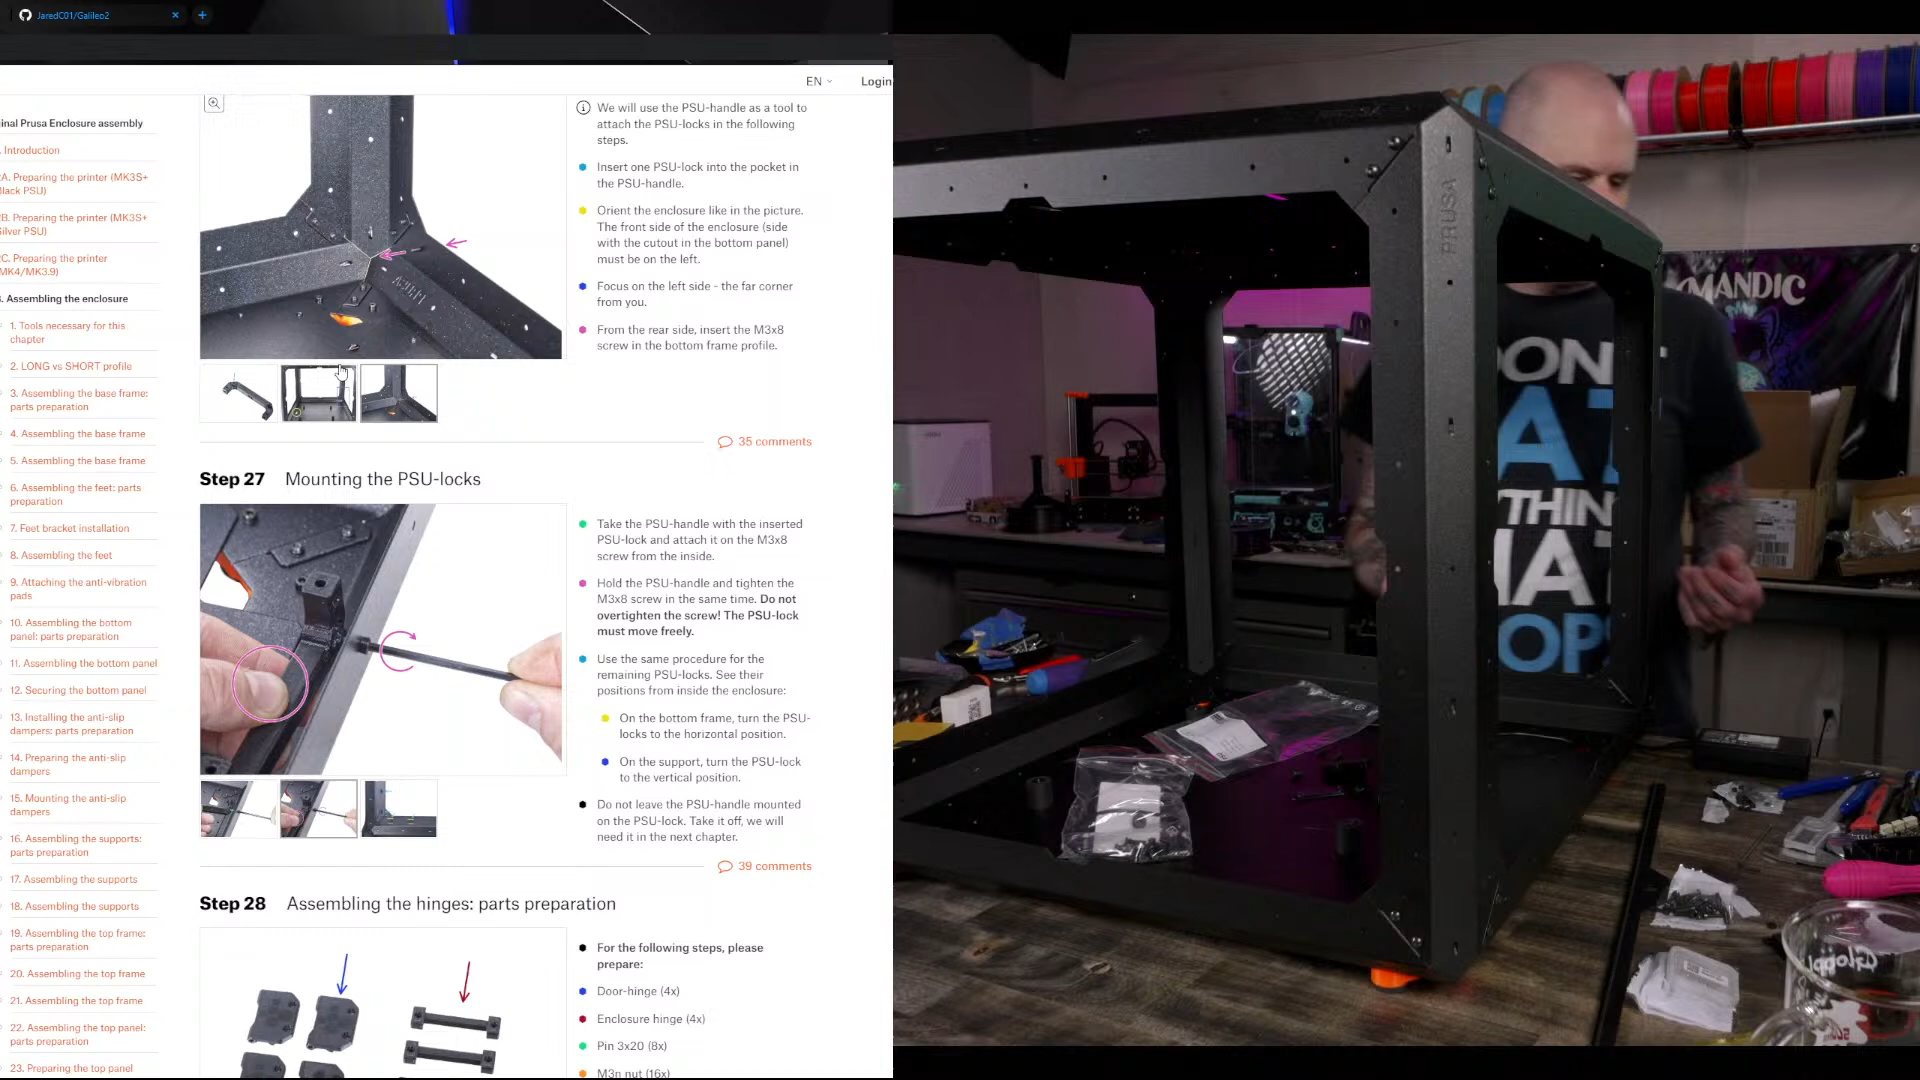 JaredC01/Galileo2
EN
Login
inal Prusa Enclosure assembly
. Introduction
2A. Preparing the printer (MK3S+
Black PSU)
2B. Preparing the printer (MK3S+
Silver PSU)
2C. Preparing the printer
(MK4/MK3.9)
3. Assembling the enclosure
1. Tools necessary for this
chapter
2. LONG vs SHORT profile
3. Assembling the base frame:
parts preparation
4. Assembling the base frame
5. Assembling the base frame
6. Assembling the feet: parts
preparation
7. Feet bracket installation
8. Assembling the feet
9. Attaching the anti-vibration
pads
10. Assembling the bottom
panel: parts preparation
11. Assembling the bottom panel
12. Securing the bottom panel
13. Installing the anti-slip
dampers: parts preparation
14. Preparing the anti-slip
dampers
15. Mounting the anti-slip
dampers
16. Assembling the supports:
parts preparation
17. Assembling the supports
18. Assembling the supports
19. Assembling the top frame:
parts preparation
20. Assembling the top frame
21. Assembling the top frame
22. Assembling the top panel:
parts preparation
23. Preparing the top panel
We will use the PSU-handle as a tool to
attach the PSU-locks in the following
steps.
Insert one PSU-lock into the pocket in
the PSU-handle.
Orient the enclosure like in the picture.
The front side of the enclosure (side
with the cutout in the bottom panel)
must be on the left.
Focus on the left side - the far corner
from you.
From the rear side, insert the M3x8
screw in the bottom frame profile.
35 comments
Step 27 Mounting the PSU-locks
Take the PSU-handle with the inserted
PSU-lock and attach it on the M3x8
screw from the inside.
Hold the PSU-handle and tighten the
M3x8 screw in the same time. Do not
overtighten the screw! The PSU-lock
must move freely.
Use the same procedure for the
remaining PSU-locks. See their
positions from inside the enclosure:
On the bottom frame, turn the PSU-
locks to the horizontal position.
On the support, turn the PSU-lock
to the vertical position.
Do not leave the PSU-handle mounted
on the PSU-lock. Take it off, we will
need it in the next chapter.
39 comments
Step 28 Assembling the hinges: parts preparation
For the following steps, please
prepare:
Door-hinge (4x)
Enclosure hinge (4x)
Pin 3x20 (8x)
M3n nut (16x)
PRUSA
MANDIC